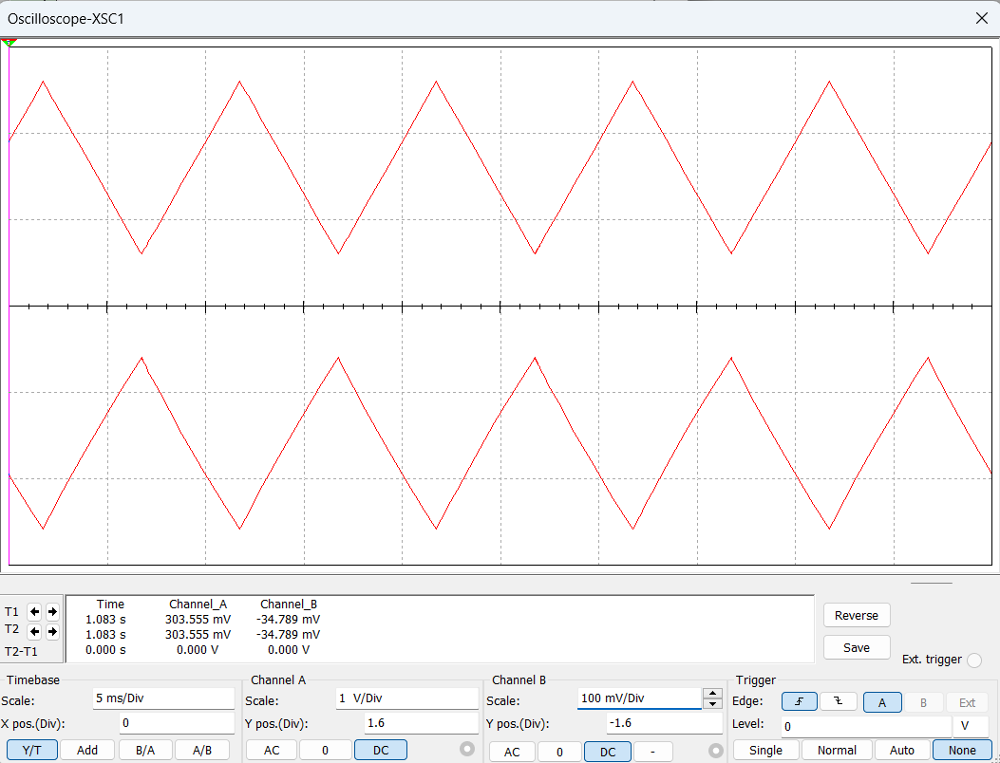 Oscilloscope-XSC1
Time Channel_A Channel_B
T1 1.083 s 303.555 mV -34.789 mV
T2 1.083 s 303.555 mV -34.789 mV
T2-T1 0.000 s 0.000 V 0.000 V
Reverse
Save
Ext. trigger
Timebase
Scale: 5 ms/Div
X pos.(Div): 0
Y/T Add B/A A/B
Channel A
Scale: 1 V/Div
Y pos.(Div): 1.6
AC 0 DC
Channel B
Scale: 100 mV/Div
Y pos.(Div): -1.6
AC 0 DC -
Trigger
Edge: A B Ext
Level: 0 V
Single Normal Auto None